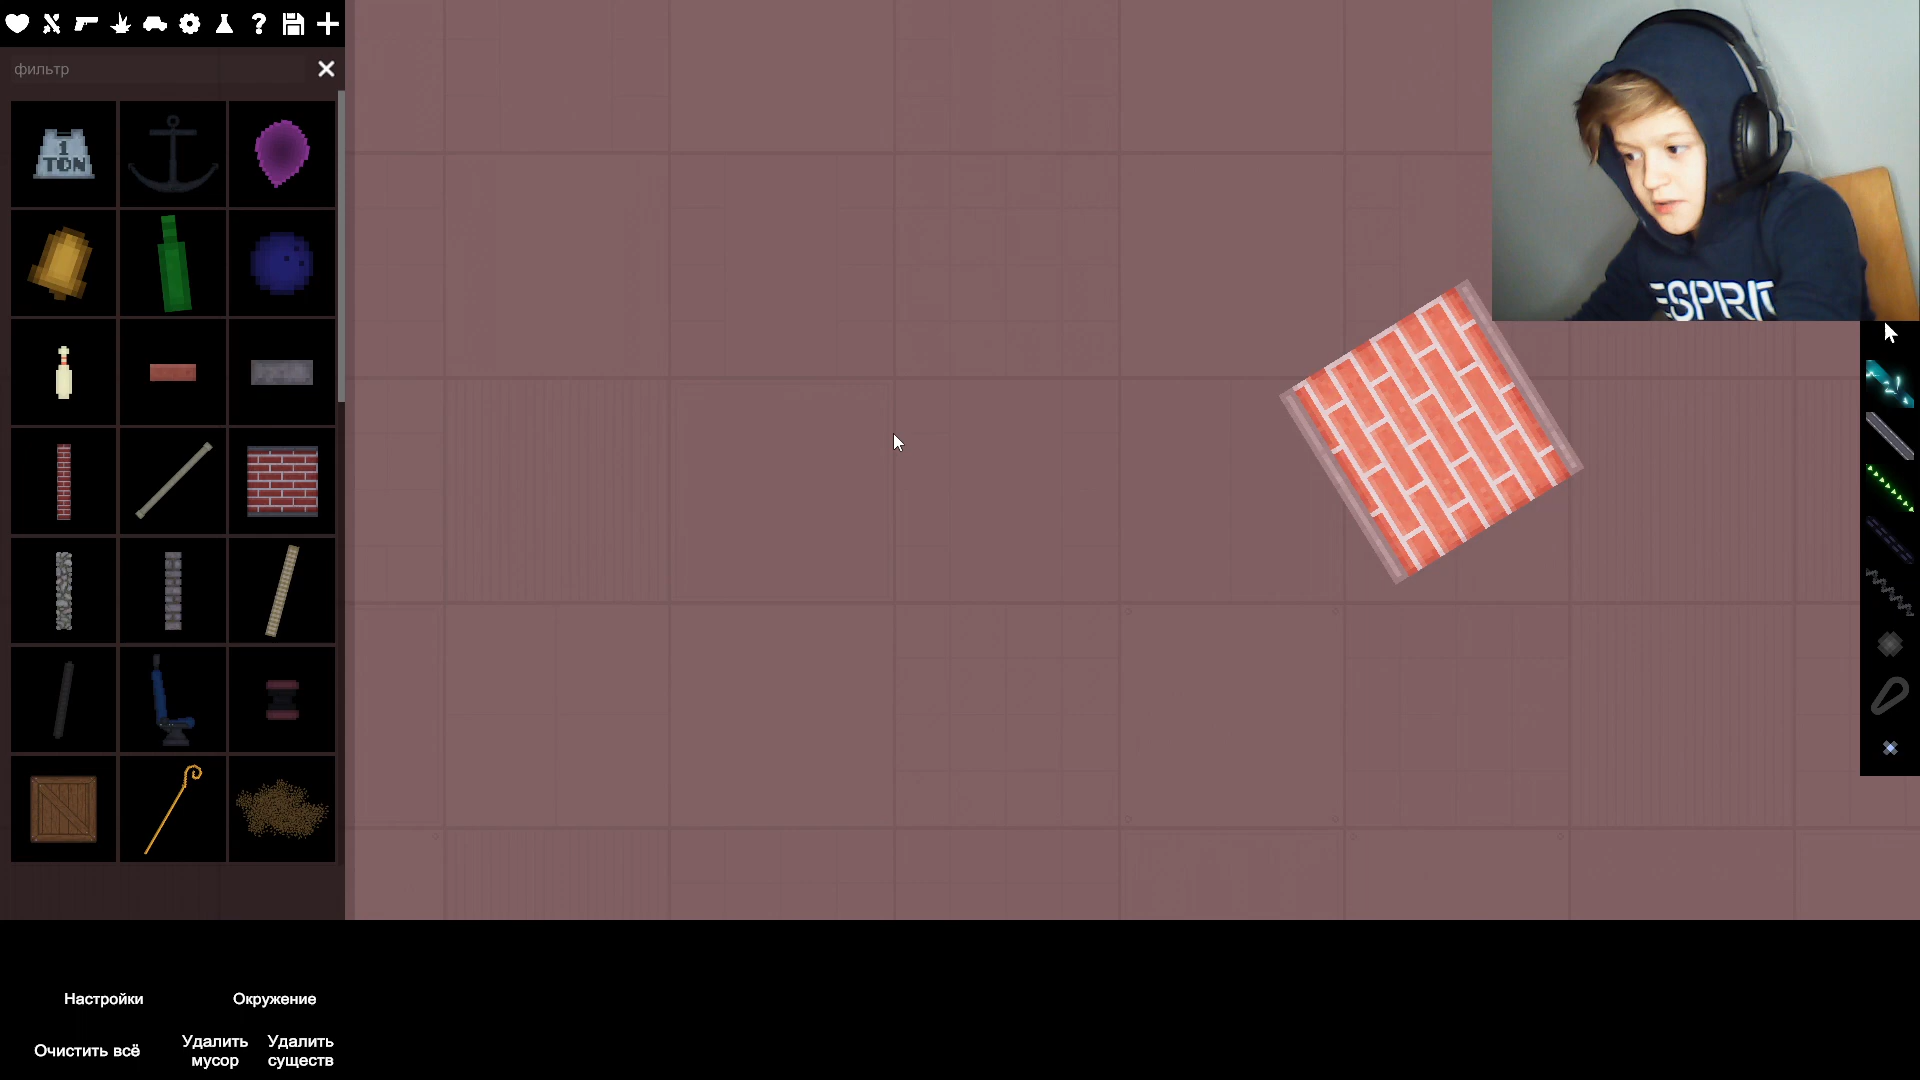 фильтр
1
TON
ESPRIT
Настройки
Окружение
Очистить всё
Удалить
мусор
Удалить
существ